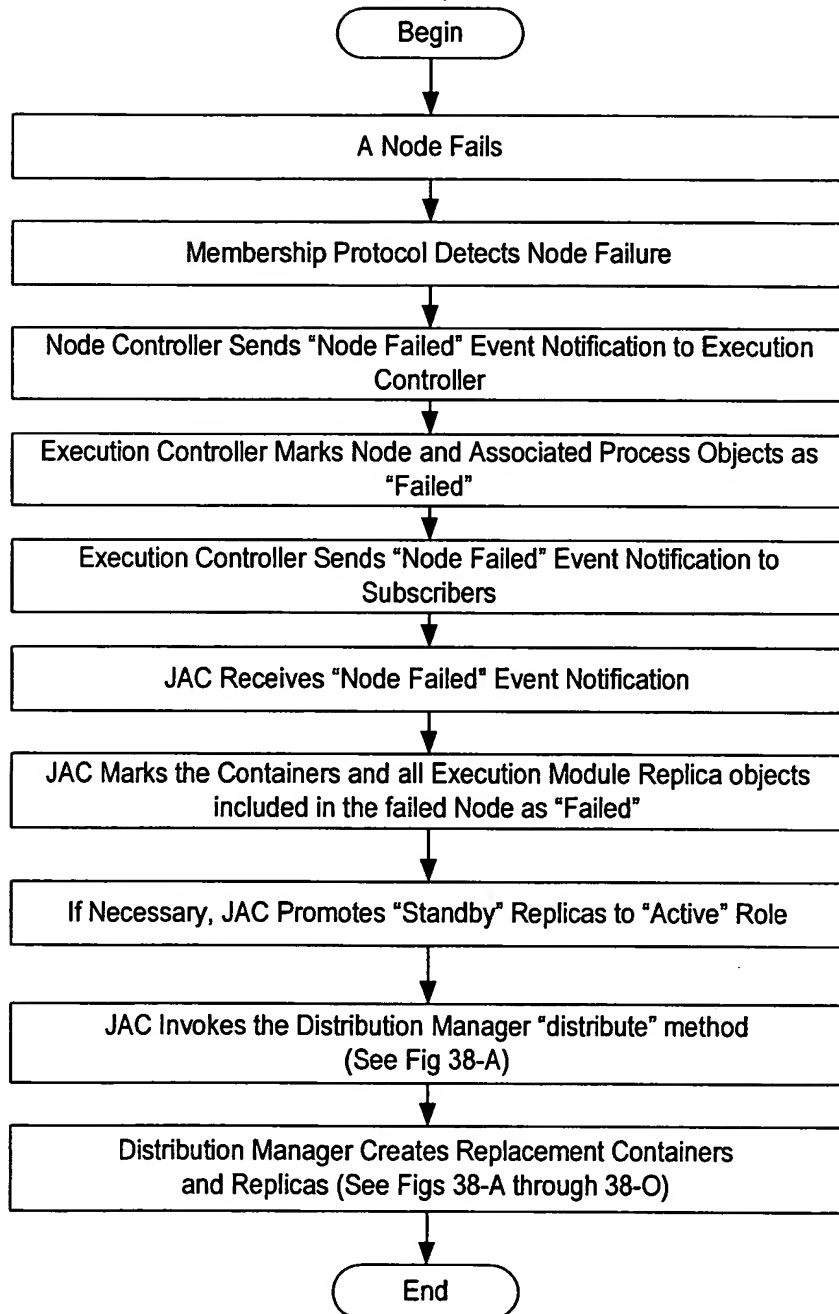 Begin
A Node Fails
Membership Protocol Detects Node Failure
Node Controller Sends "Node Failed" Event Notification to Execution
Controller
Execution Controller Marks Node and Associated Process Objects as
"Failed"
Execution Controller Sends "Node Failed" Event Notification to
Subscribers
JAC Receives "Node Failed" Event Notification
JAC Marks the Containers and all Execution Module Replica objects
included in the failed Node as "Failed"
If Necessary, JAC Promotes "Standby" Replicas to "Active" Role
JAC Invokes the Distribution Manager "distribute" method
(See Fig 38-A)
Distribution Manager Creates Replacement Containers
and Replicas (See Figs 38-A through 38-O)
End